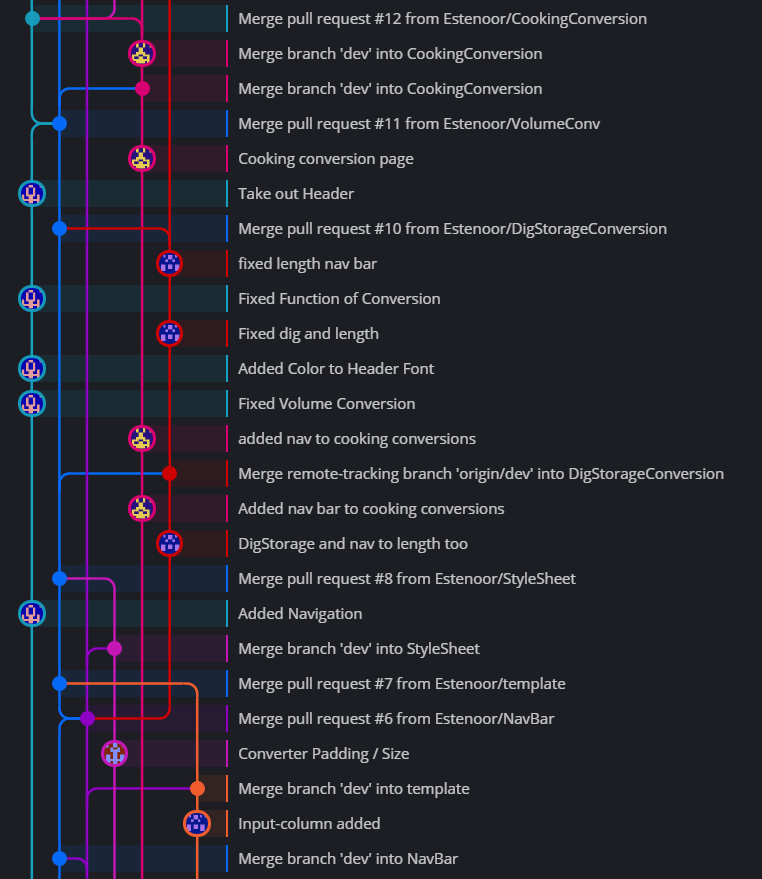 Merge pull request #12 from Estenoor/CookingConversion
Merge branch 'dev' into CookingConversion
Merge branch 'dev' into CookingConversion
Merge pull request #11 from Estenoor/VolumeConv
Cooking conversion page
Take out Header
Merge pull request #10 from Estenoor/DigStorageConversion
fixed length nav bar
Fixed Function of Conversion
Fixed dig and length
Added Color to Header Font
Fixed Volume Conversion
added nav to cooking conversions
Merge remote-tracking branch 'origin/dev' into DigStorageConversion
Added nav bar to cooking conversions
DigStorage and nav to length too
Merge pull request #8 from Estenoor/StyleSheet
Added Navigation
Merge branch 'dev' into StyleSheet
Merge pull request #7 from Estenoor/template
Merge pull request #6 from Estenoor/NavBar
Converter Padding / Size
Merge branch 'dev' into template
Input-column added
Merge branch 'dev' into NavBar